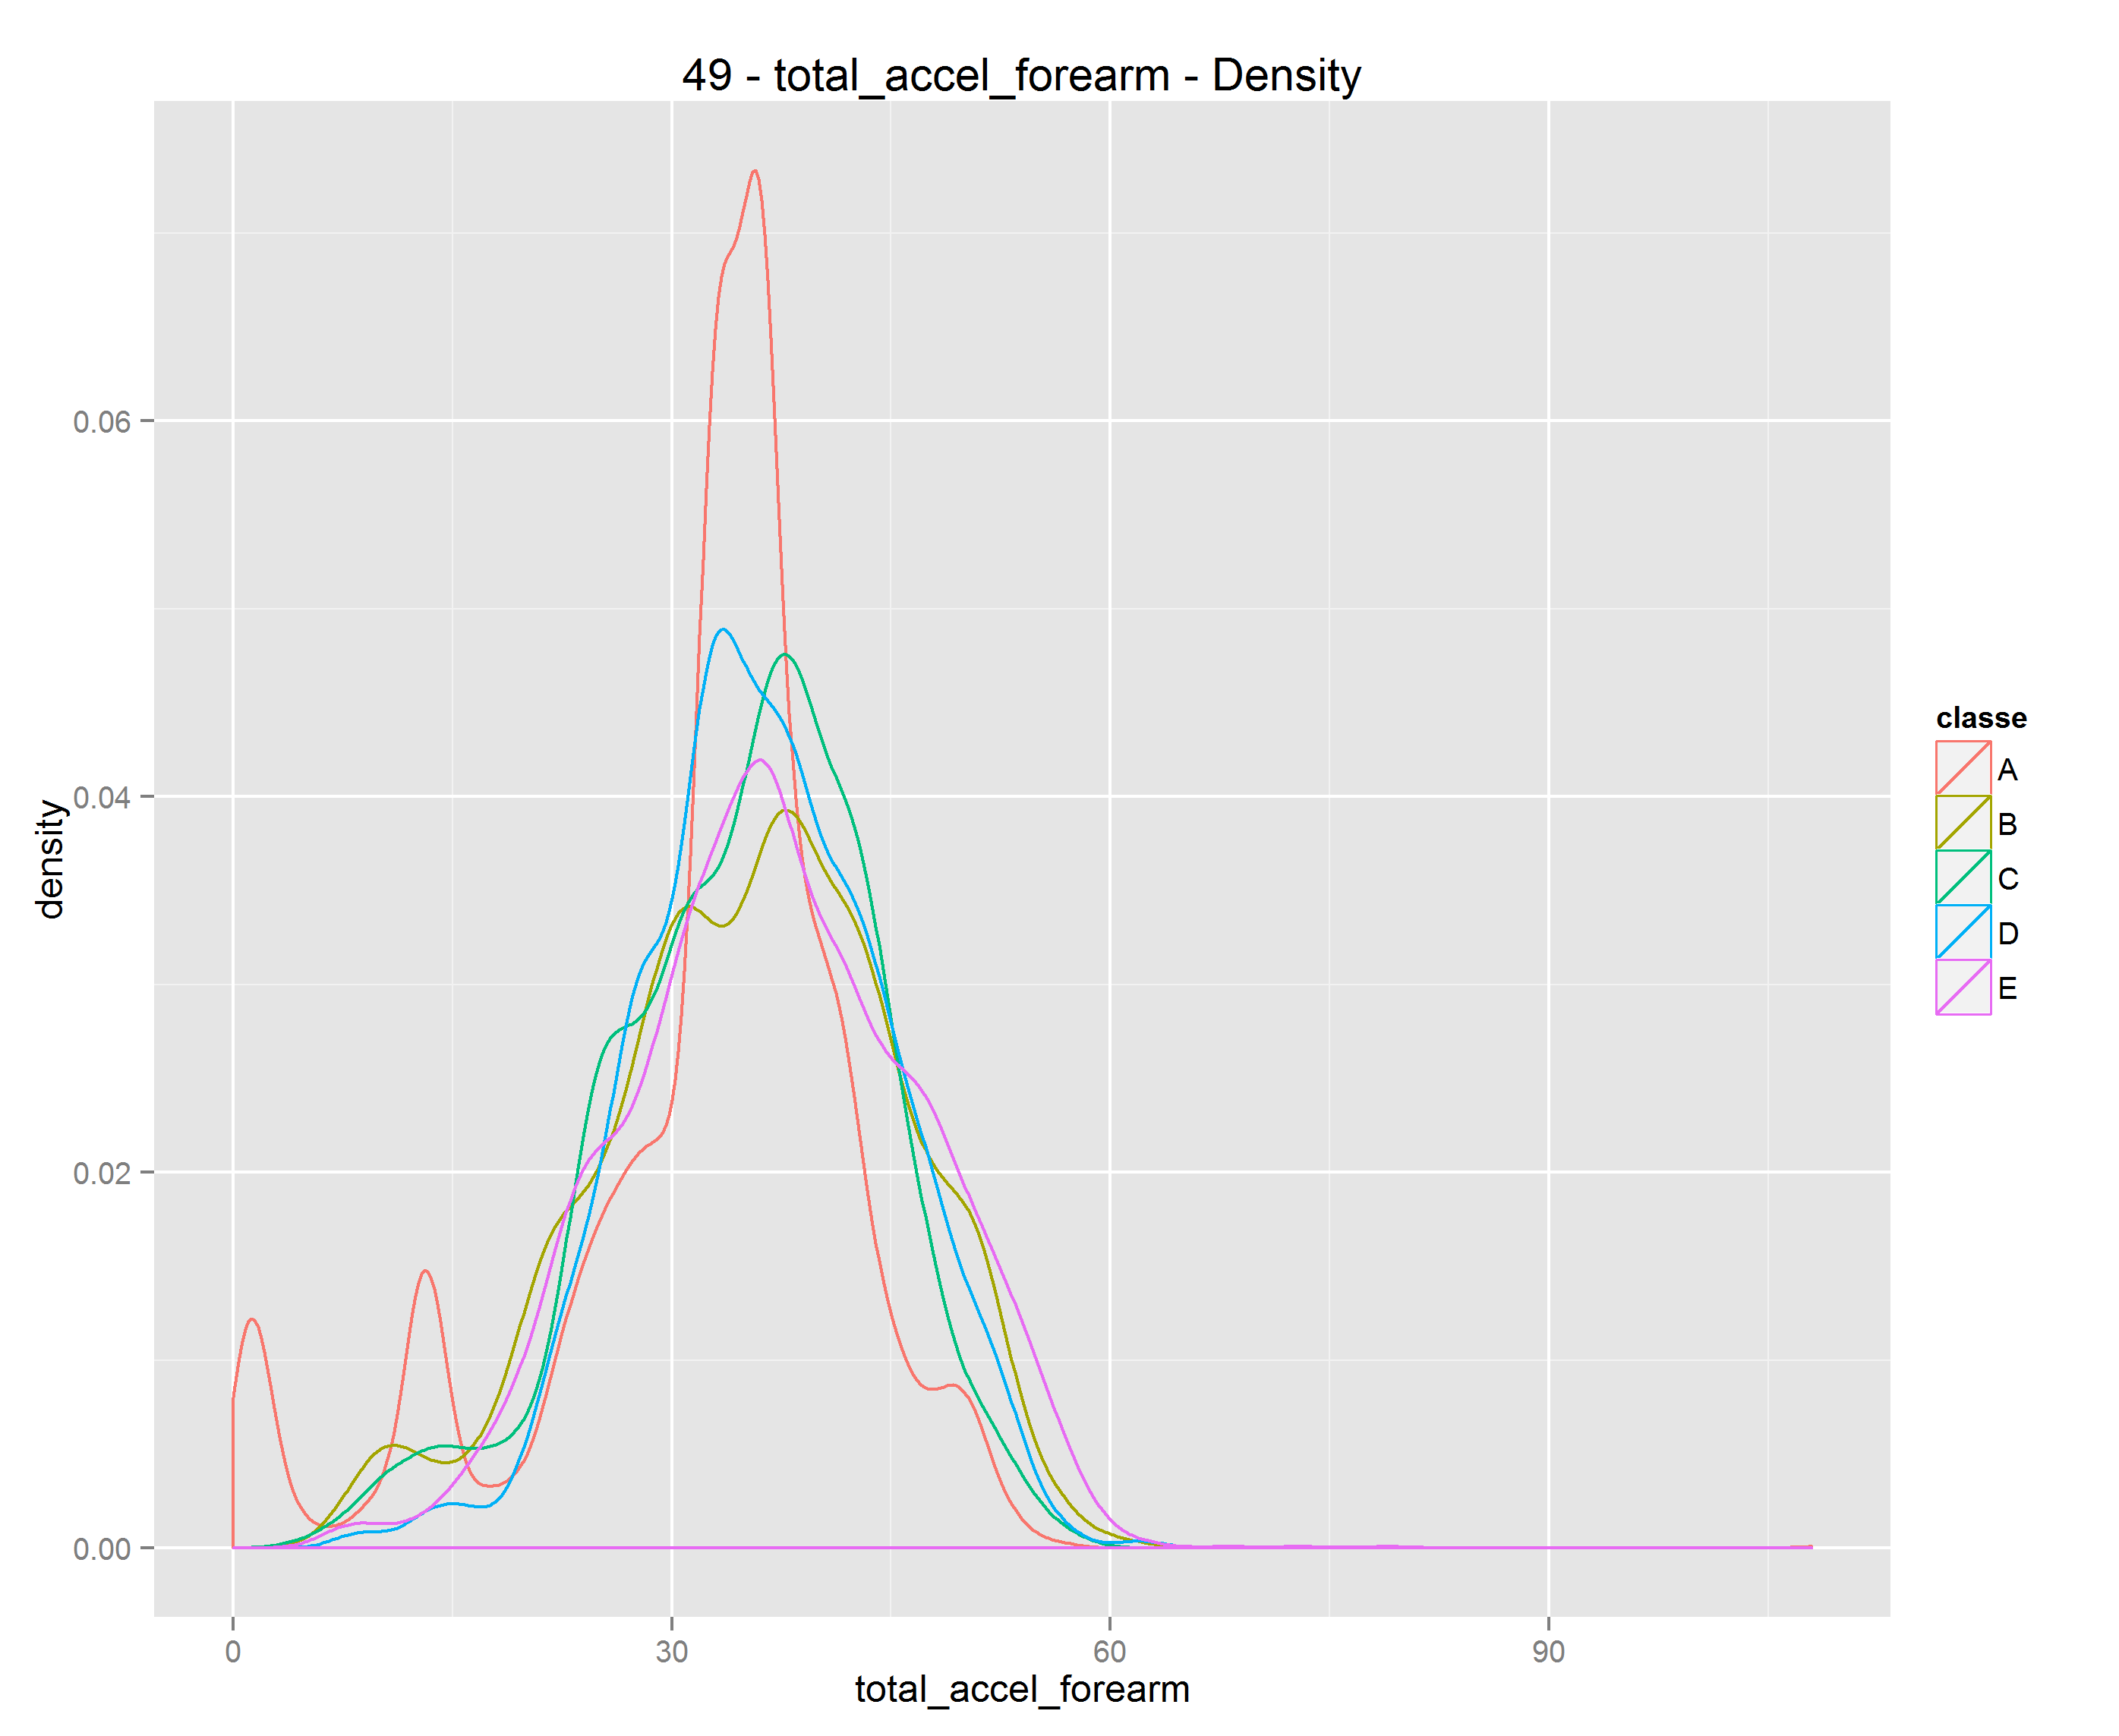 49 - total_accel_forearm - Density
density
0.06
0.04
0.02
0.00
0
30
60
90
total_accel_forearm
classe
A
B
C
D
E